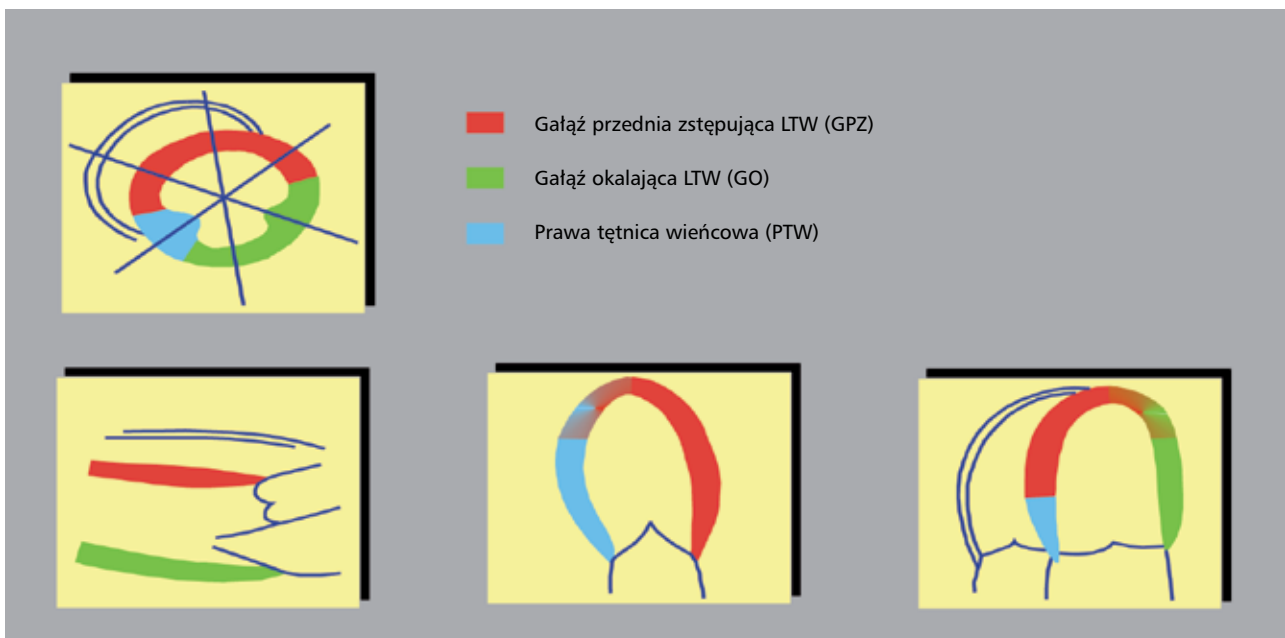 Gałąź przednia zstępująca LTW (GPZ)
Gałąź okalająca LTW (GO)
Prawa tętnica wieńcowa (PTW)